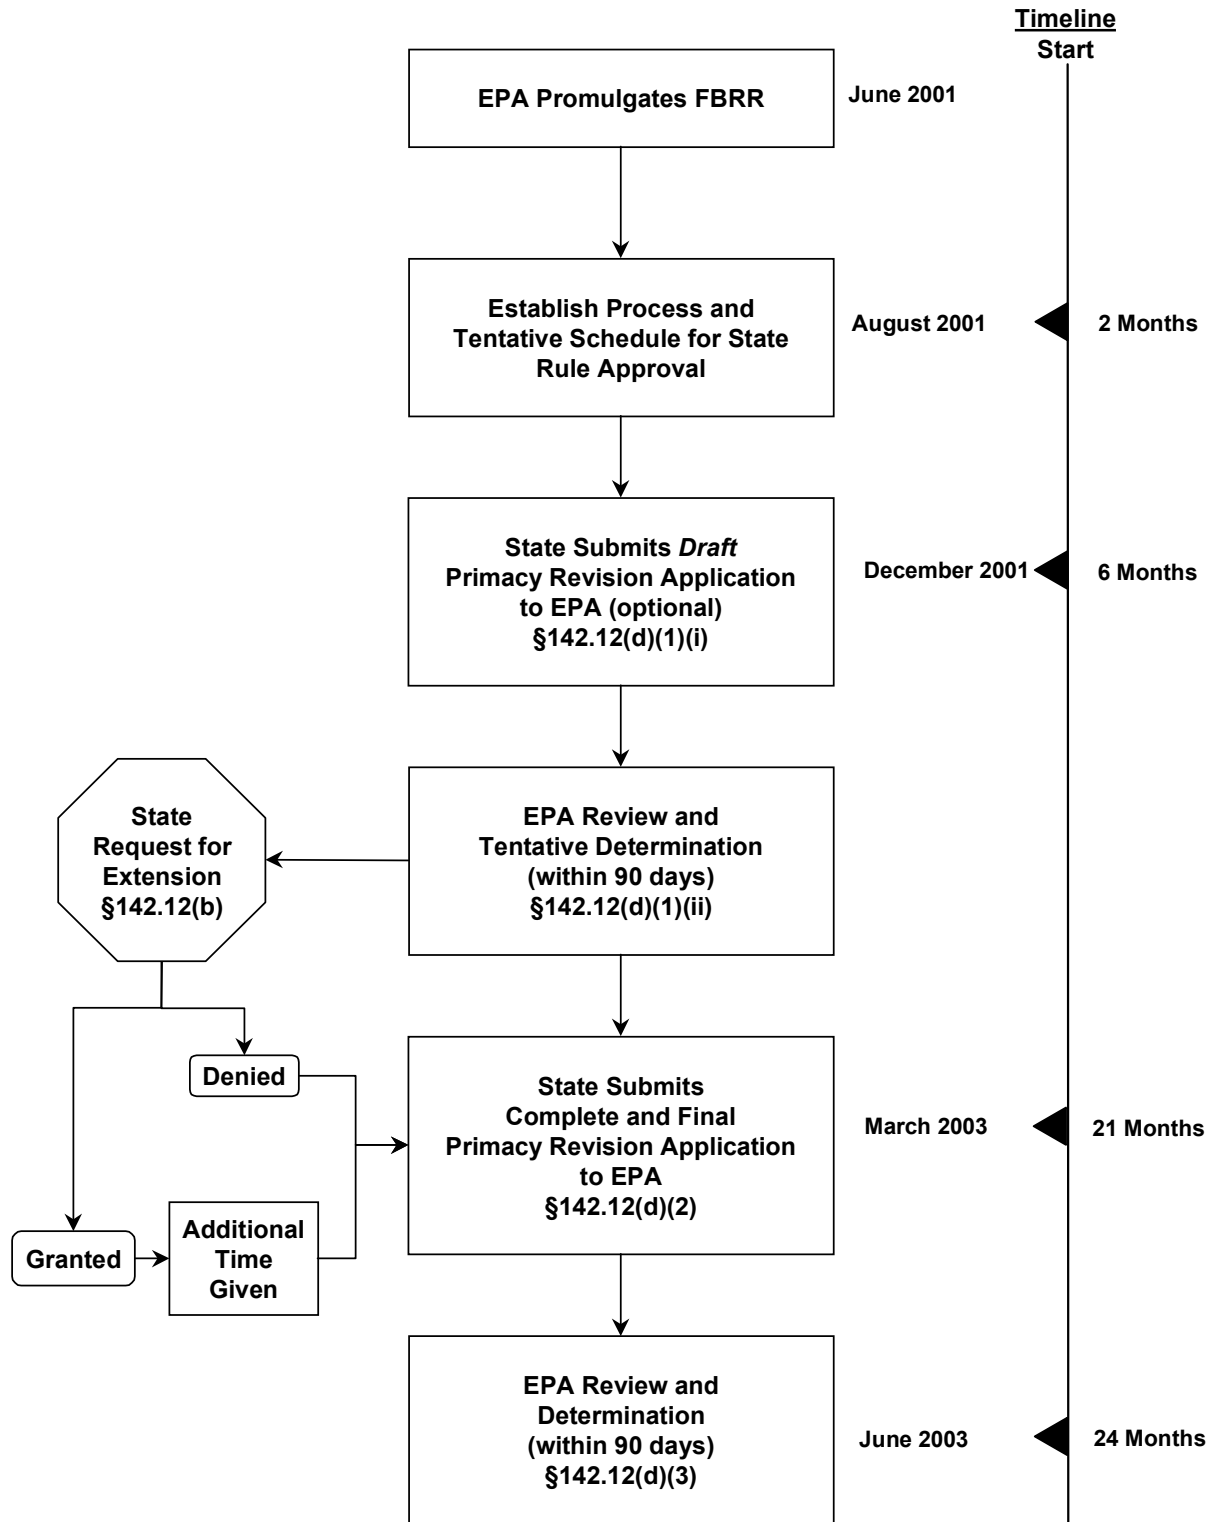 Timeline
Start
EPA Promulgates FBRR
June 2001
Establish Process and
Tentative Schedule for State
Rule Approval
August 2001
2 Months
State Submits Draft
Primacy Revision Application
to EPA (optional)
§142.12(d)(1)(i)
December 2001
6 Months
State
Request for
Extension
§142.12(b)
EPA Review and
Tentative Determination
(within 90 days)
§142.12(d)(1)(ii)
Denied
Granted
Additional
Time
Given
State Submits
Complete and Final
Primacy Revision Application
to EPA
§142.12(d)(2)
March 2003
21 Months
EPA Review and
Determination
(within 90 days)
§142.12(d)(3)
June 2003
24 Months